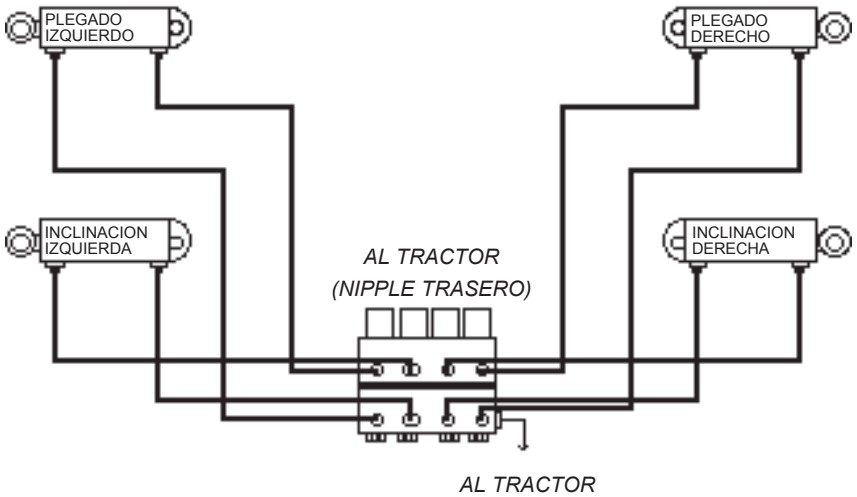 PLEGADO
IZQUIERDO
PLEGADO
DERECHO
INCLINACION
IZQUIERDA
INCLINACION
DERECHA
AL TRACTOR
(NIPPLE TRASERO)
AL TRACTOR